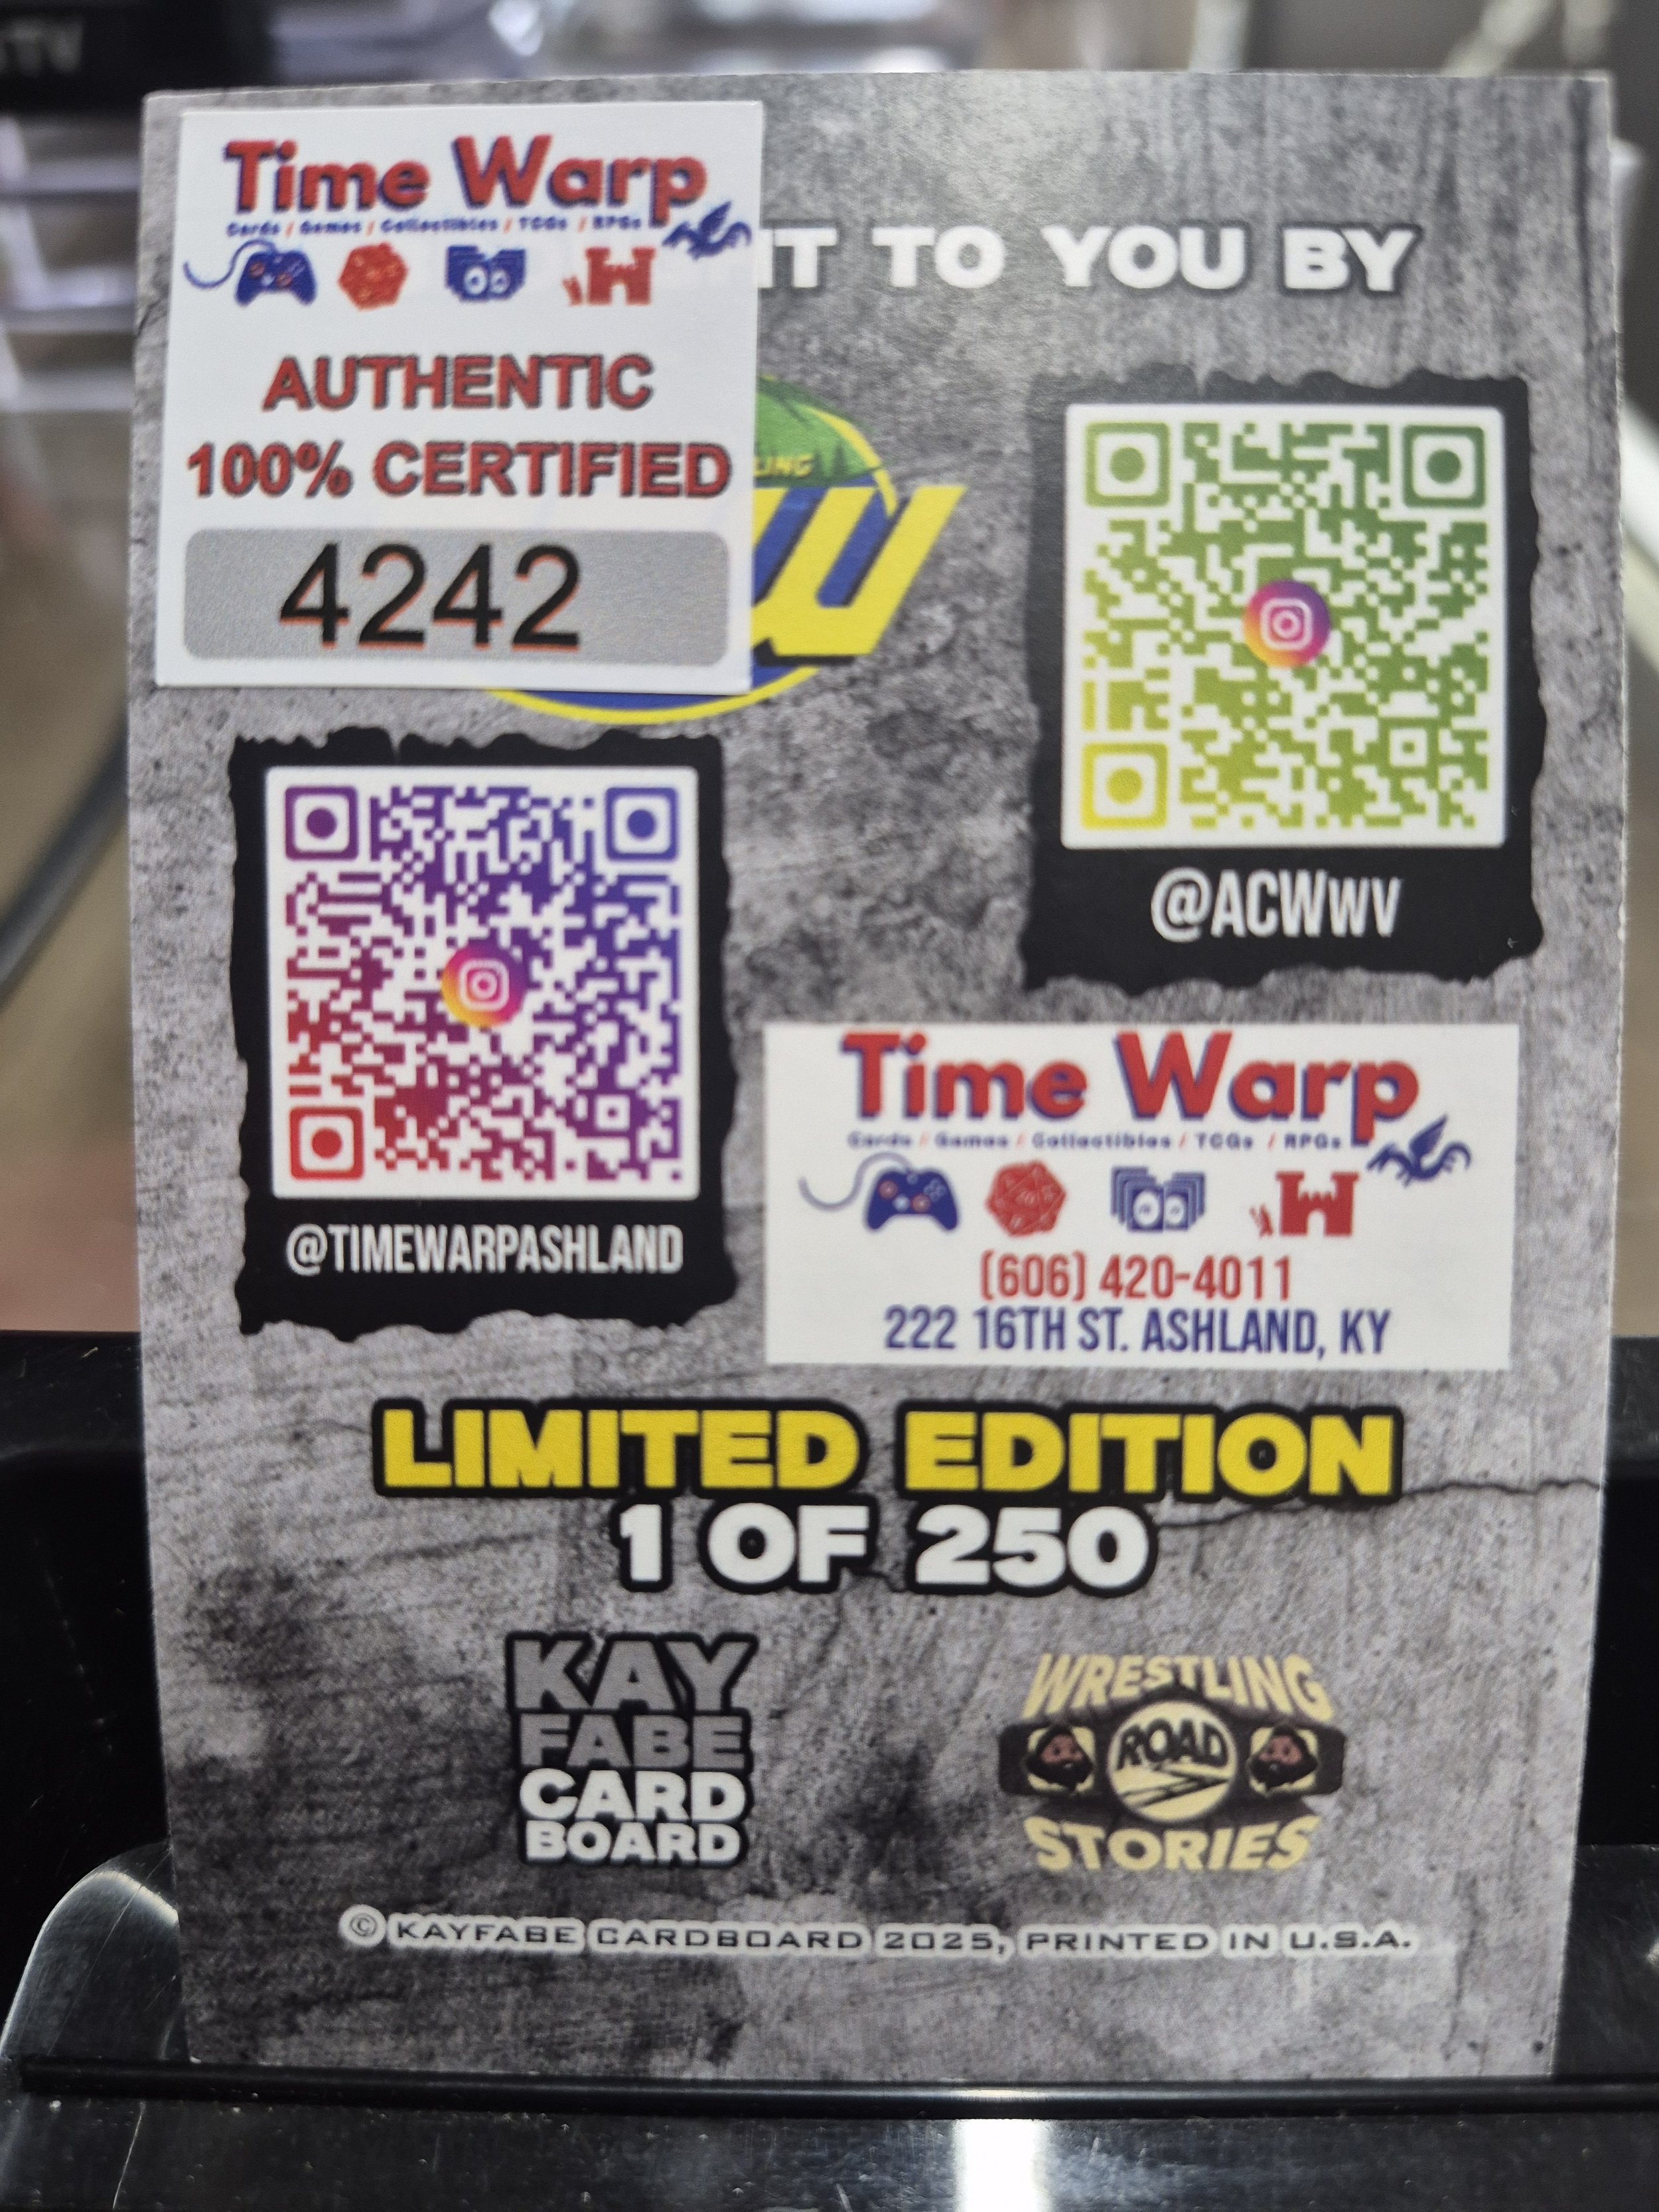 TV
Time Warp
Cards / Games / Collectibles / TCGs / RPGs
AUTHENTIC
100% CERTIFIED
4242
TO YOU BY
LING
W
@ACWWV
@TIMEWARPASHLAND
Time Warp
Cards / Games / Collectibles / TCGs / RPGs
(606) 420-4011
222 16TH ST. ASHLAND, KY
LIMITED EDITION
1 OF 250
KAY
FABE
CARD
BOARD
WRESTLING
ROAD
STORIES
© KAYFABE CARDBOARD 2025, PRINTED IN U.S.A.